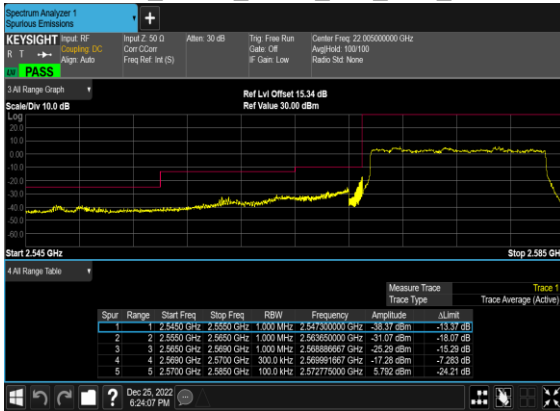 Spectrum Analyzer 1
Spurious Emissions
+
KEYSIGHT
R T
Input: RF
Coupling: DC
Align: Auto
Input Z: 50 Ω
Corr CCorr
Freq Ref: Int (S)
Atten: 30 dB
Trig: Free Run
Gate: Off
IF Gain: Low
Center Freq: 22.005000000 GHz
Avg|Hold: 100/100
Radio Std: None
LXI PASS
3 All Range Graph
Scale/Div 10.0 dB
Ref Lvl Offset 15.34 dB
Ref Value 30.00 dBm
Log
20.0
10.0
0.00
-10.0
-20.0
-30.0
-40.0
-50.0
-60.0
Start 2.545 GHz
Stop 2.585 GH
4 All Range Table
Measure Trace Trace 1
Trace Type Trace Average (Active)
Spur Range Start Freq Stop Freq RBW Frequency Amplitude ΔLimit
1 1 2.5450 GHz 2.5550 GHz 1.000 MHz 2.547300000 GHz -38.37 dBm -13.37 dB
2 2 2.5550 GHz 2.5650 GHz 1.000 MHz 2.563650000 GHz -31.07 dBm -18.07 dB
3 3 2.5650 GHz 2.5690 GHz 1.000 MHz 2.568886667 GHz -25.29 dBm -15.29 dB
4 4 2.5690 GHz 2.5700 GHz 300.0 kHz 2.569991667 GHz -17.28 dBm -7.283 dB
5 5 2.5700 GHz 2.5850 GHz 100.0 kHz 2.572775000 GHz 5.792 dBm -24.21 dB
?
Dec 25, 2022
6:24:07 PM